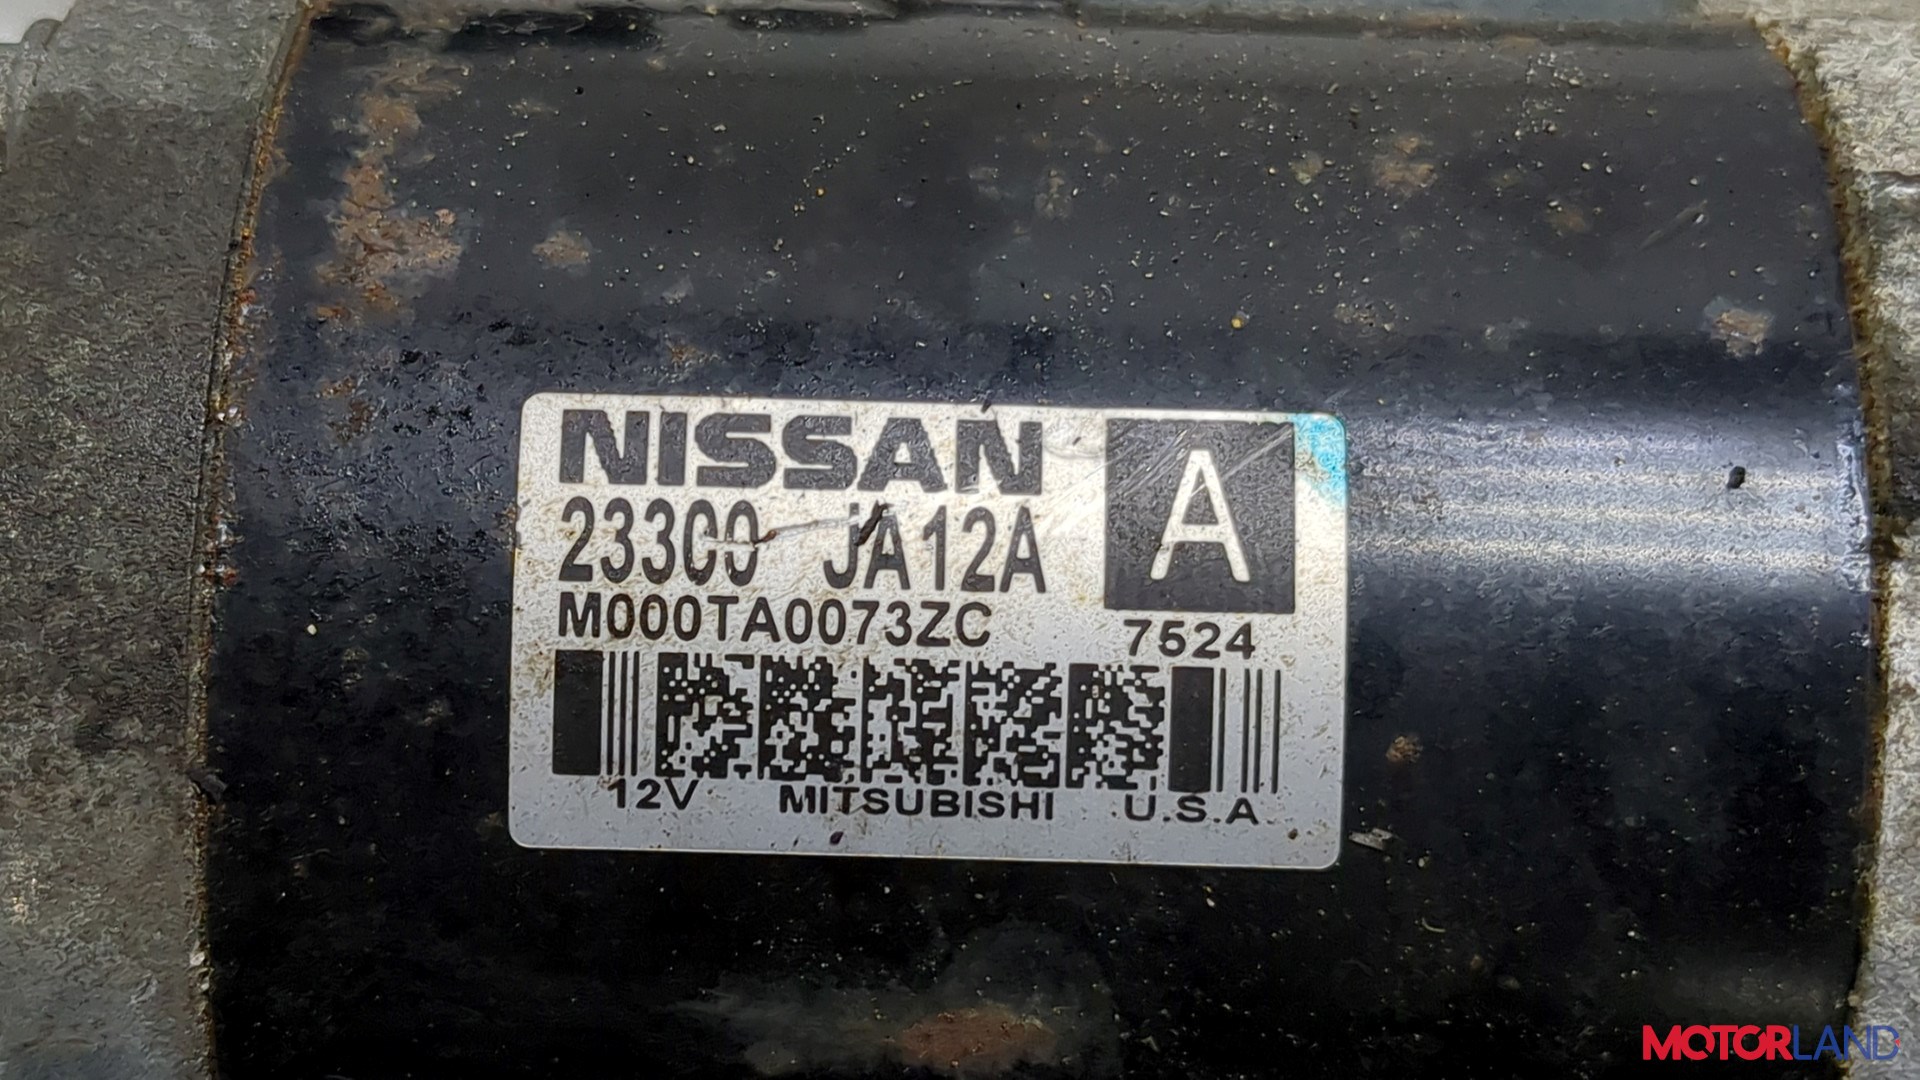 NISSAN
23300 JA12A
A
M000TA0073ZC
7524
12V MITSUBISHI U.S.A
MOTORLAND